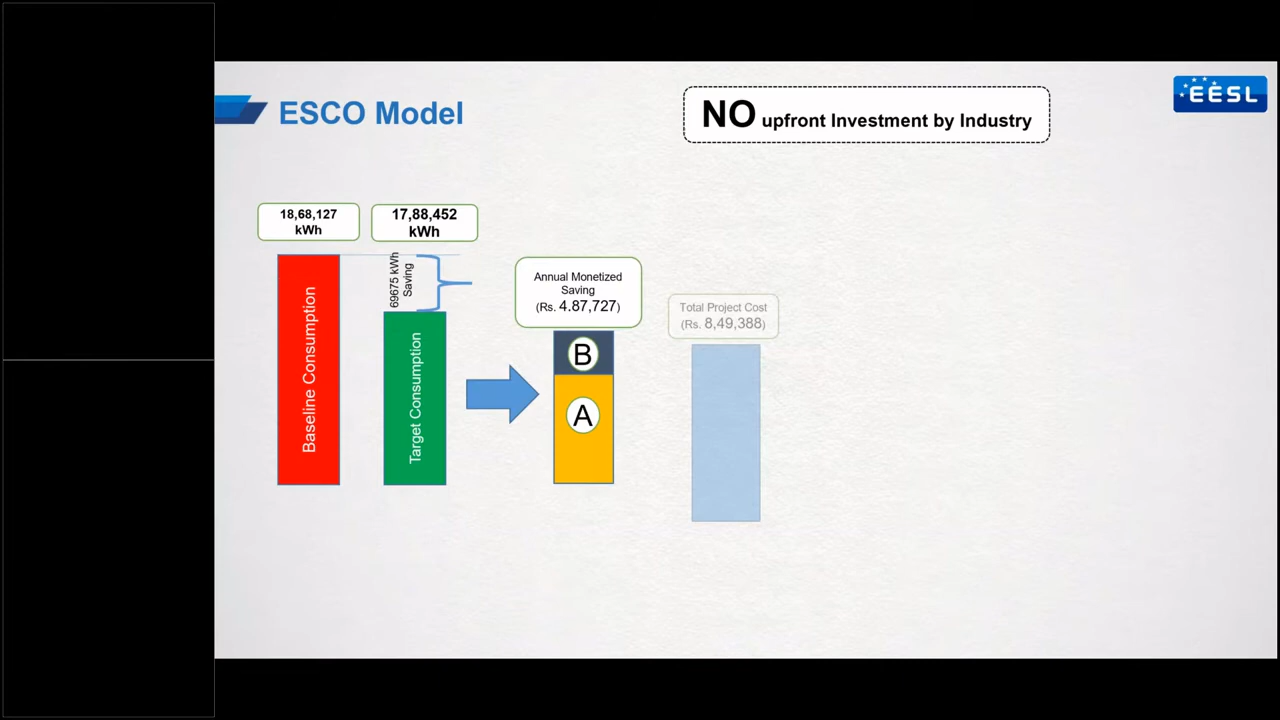 ESCO Model
NO upfront Investment by Industry
EESL
18,68,127
kWh
17,88,452
kWh
69675 kWh
Saving
Baseline Consumption
Target Consumption
Annual Monetized
Saving
(Rs. 4.87,727)
B
A
Total Project Cost
(Rs. 8,49,388)